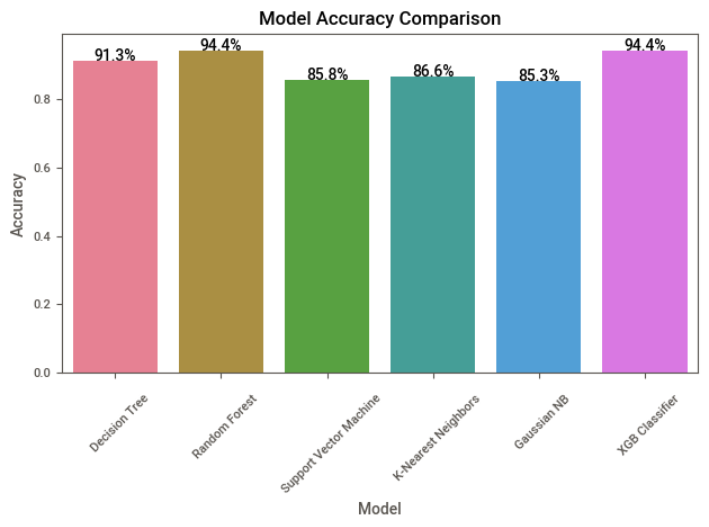 Model Accuracy Comparison
91.3%
94.4%
85.8%
86.6%
85.3%
94.4%
Accuracy
0.8
0.6
0.4
0.2
0.0
Decision Tree
Random Forest
Support Vector Machine
K-Nearest Neighbors
Gaussian NB
XGB Classifier
Model